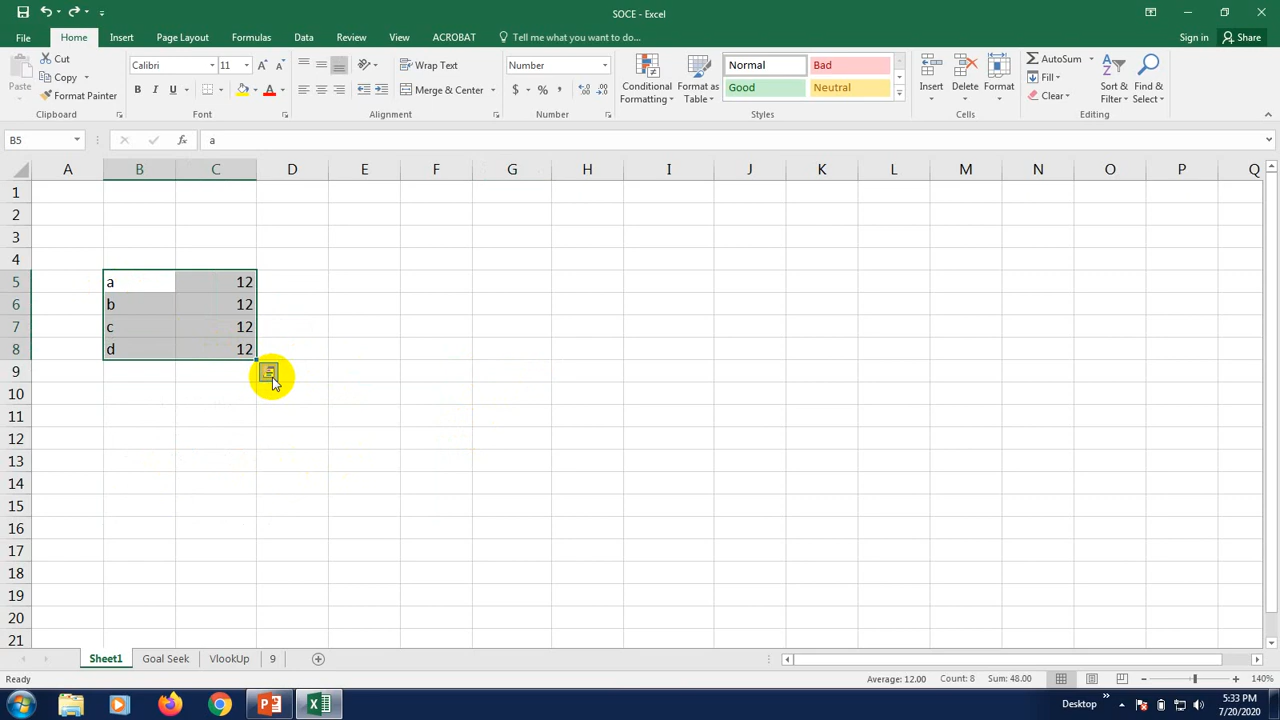 SOCE - Excel
File Home Insert Page Layout Formulas Data Review View ACROBAT Tell me what you want to do... Sign in Share
Paste Cut Calibri 11 Wrap Text Number Conditional Formatting Format as Table Normal Bad Insert Delete Format AutoSum Sort & Filter Find & Select
Copy B I U Merge & Center $ % Good Neutral Fill
Format Painter Clear
Clipboard Font Alignment Number Styles Cells Editing
B5 fx a
A B C D E F G H I J K L M N O P Q
1
2
3
4
5 a 12
6 b 12
7 c 12
8 d 12
9
10
11
12
13
14
15
16
17
18
19
20
21
Sheet1 Goal Seek VlookUp 9
Ready Average: 12.00 Count: 8 Sum: 48.00 140%
Desktop 5:33 PM
7/20/2020